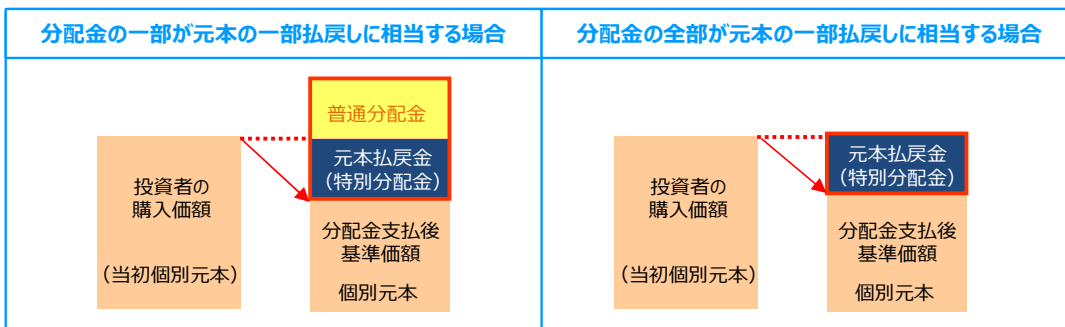 分配金の一部が元本の一部払戻しに相当する場合
普通分配金
元本払戻金
(特別分配金)
投資者の
購入価額
(当初個別元本)
分配金支払後
基準価額
個別元本
分配金の全部が元本の一部払戻しに相当する場合
元本払戻金
(特別分配金)
投資者の
購入価額
(当初個別元本)
分配金支払後
基準価額
個別元本